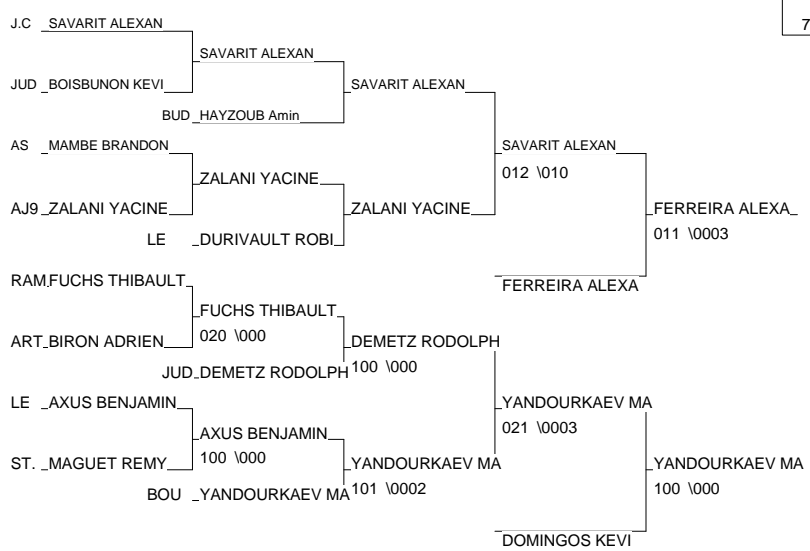 7
J.C SAVARIT ALEXAN
SAVARIT ALEXAN
JUD BOISBUNON KEVI
SAVARIT ALEXAN
BUD HAYZOUB Amin
AS MAMBE BRANDON
SAVARIT ALEXAN
012 \010
ZALANI YACINE
AJ9 ZALANI YACINE
ZALANI YACINE
FERREIRA ALEXA
011 \0003
LE DURIVAULT ROBI
RAM FUCHS THIBAULT
FERREIRA ALEXA
FUCHS THIBAULT
020 \000
ART BIRON ADRIEN
DEMETZ RODOLPH
100 \000
JUD DEMETZ RODOLPH
LE AXUS BENJAMIN
YANDOURKAEV MA
021 \0003
AXUS BENJAMIN
100 \000
ST. MAGUET REMY
YANDOURKAEV MA
101 \0002
YANDOURKAEV MA
100 \000
BOU YANDOURKAEV MA
DOMINGOS KEVI